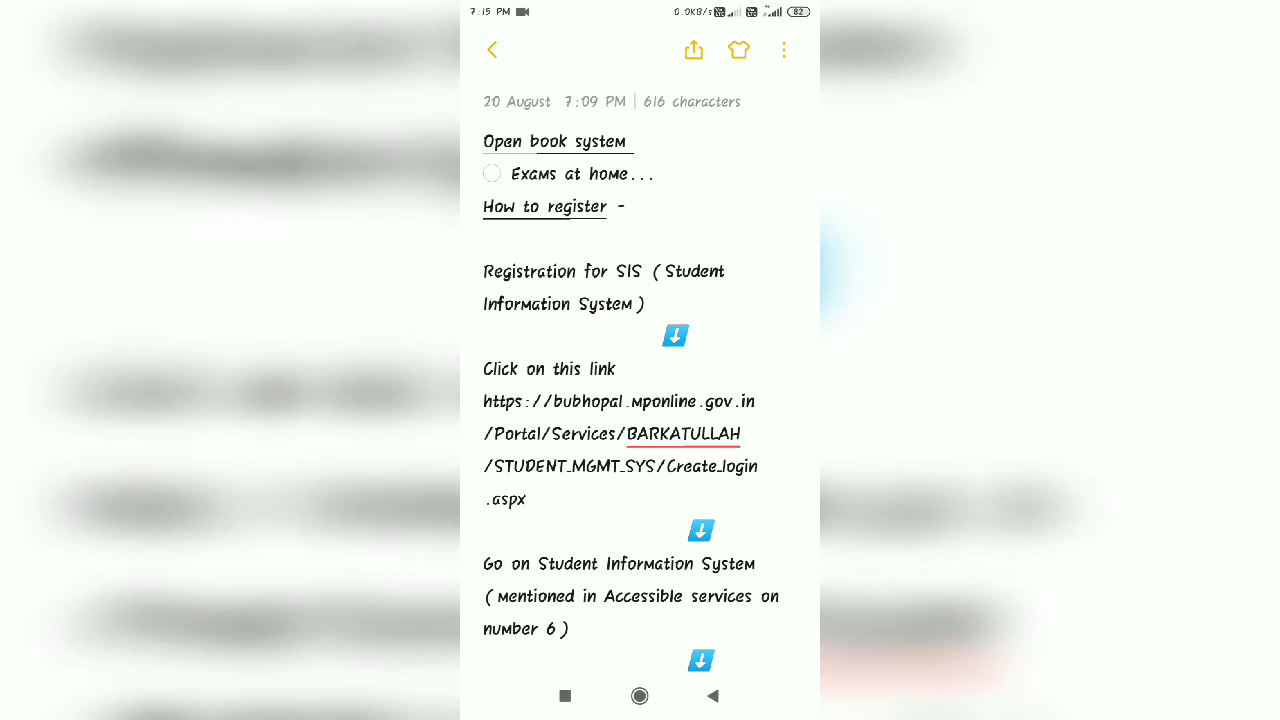 7:15 PM
0.0KB/s
82
20 August 7:09 PM | 616 characters
Open book system
Exams at home...
How to register -
Registration for SIS (Student
Information System)
Click on this link
https://bubhopal.mponline.gov.in
/Portal/Services/BARKATULLAH
/STUDENT_MGMT_SYS/Create_login
.aspx
Go on Student Information System
(mentioned in Accessible services on
number 6)